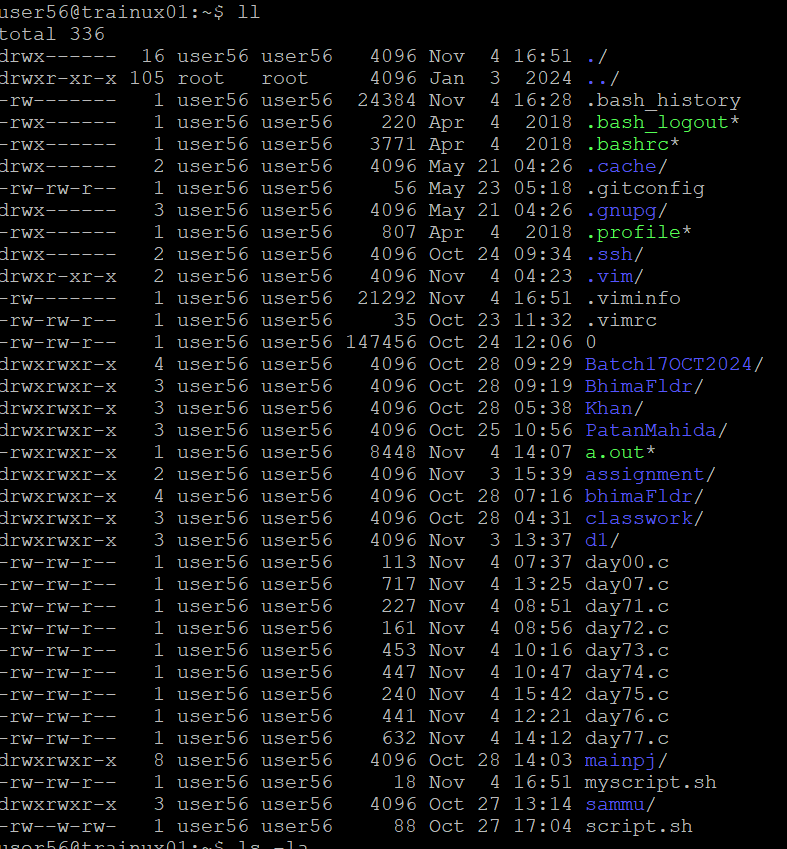 user56@trainux01:~$ ll
total 336
drwx------  16 user56 user56   4096 Nov  4 16:51 ./
drwxr-xr-x 105 root   root     4096 Jan  3  2024 ../
-rw-------   1 user56 user56  24384 Nov  4 16:28 .bash_history
-rwx------   1 user56 user56    220 Apr  4  2018 .bash_logout*
-rwx------   1 user56 user56   3771 Apr  4  2018 .bashrc*
drwx------   2 user56 user56   4096 May 21 04:26 .cache/
-rw-rw-r--   1 user56 user56     56 May 23 05:18 .gitconfig
drwx------   3 user56 user56   4096 May 21 04:26 .gnupg/
-rwx------   1 user56 user56    807 Apr  4  2018 .profile*
drwx------   2 user56 user56   4096 Oct 24 09:34 .ssh/
drwxr-xr-x   2 user56 user56   4096 Nov  4 04:23 .vim/
-rw-------   1 user56 user56  21292 Nov  4 16:51 .viminfo
-rw-rw-r--   1 user56 user56     35 Oct 23 11:32 .vimrc
-rw-rw-r--   1 user56 user56 147456 Oct 24 12:06 0
drwxrwxr-x   4 user56 user56   4096 Oct 28 09:29 Batch17OCT2024/
drwxrwxr-x   3 user56 user56   4096 Oct 28 09:19 BhimaFldr/
drwxrwxr-x   3 user56 user56   4096 Oct 28 05:38 Khan/
drwxrwxr-x   3 user56 user56   4096 Oct 25 10:56 PatanMahida/
-rwxrwxr-x   1 user56 user56   8448 Nov  4 14:07 a.out*
drwxrwxr-x   2 user56 user56   4096 Nov  3 15:39 assignment/
drwxrwxr-x   4 user56 user56   4096 Oct 28 07:16 bhimaFldr/
drwxrwxr-x   3 user56 user56   4096 Oct 28 04:31 classwork/
drwxrwxr-x   3 user56 user56   4096 Nov  3 13:37 d1/
-rw-rw-r--   1 user56 user56    113 Nov  4 07:37 day00.c
-rw-rw-r--   1 user56 user56    717 Nov  4 13:25 day07.c
-rw-rw-r--   1 user56 user56    227 Nov  4 08:51 day71.c
-rw-rw-r--   1 user56 user56    161 Nov  4 08:56 day72.c
-rw-rw-r--   1 user56 user56    453 Nov  4 10:16 day73.c
-rw-rw-r--   1 user56 user56    447 Nov  4 10:47 day74.c
-rw-rw-r--   1 user56 user56    240 Nov  4 15:42 day75.c
-rw-rw-r--   1 user56 user56    441 Nov  4 12:21 day76.c
-rw-rw-r--   1 user56 user56    632 Nov  4 14:12 day77.c
drwxrwxr-x   8 user56 user56   4096 Oct 28 14:03 mainpj/
-rw-rw-r--   1 user56 user56     18 Nov  4 16:51 myscript.sh
drwxrwxr-x   3 user56 user56   4096 Oct 27 13:14 sammu/
-rw--w-rw-   1 user56 user56     88 Oct 27 17:04 script.sh
user56@trainux01:~$ ls -la